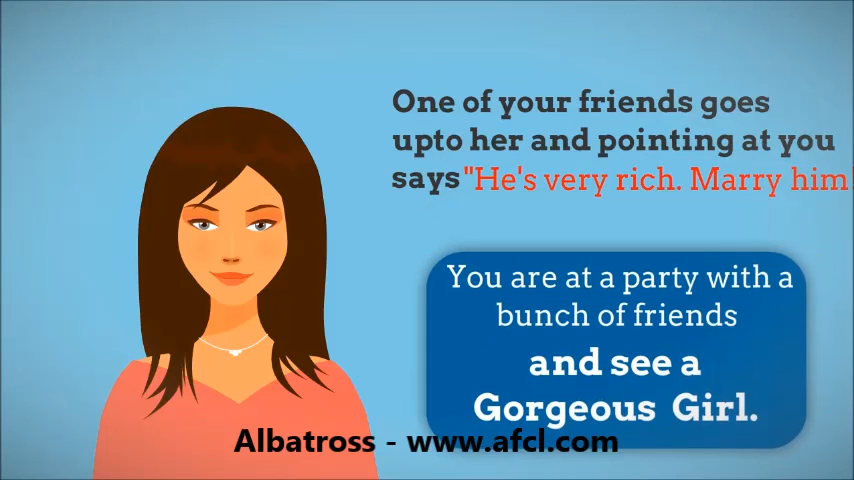 One of your friends goes
upto her and pointing at you
says "He's very rich. Marry him!
You are at a party with a
bunch of friends
and see a
Gorgeous Girl.
Albatross - www.afcl.com